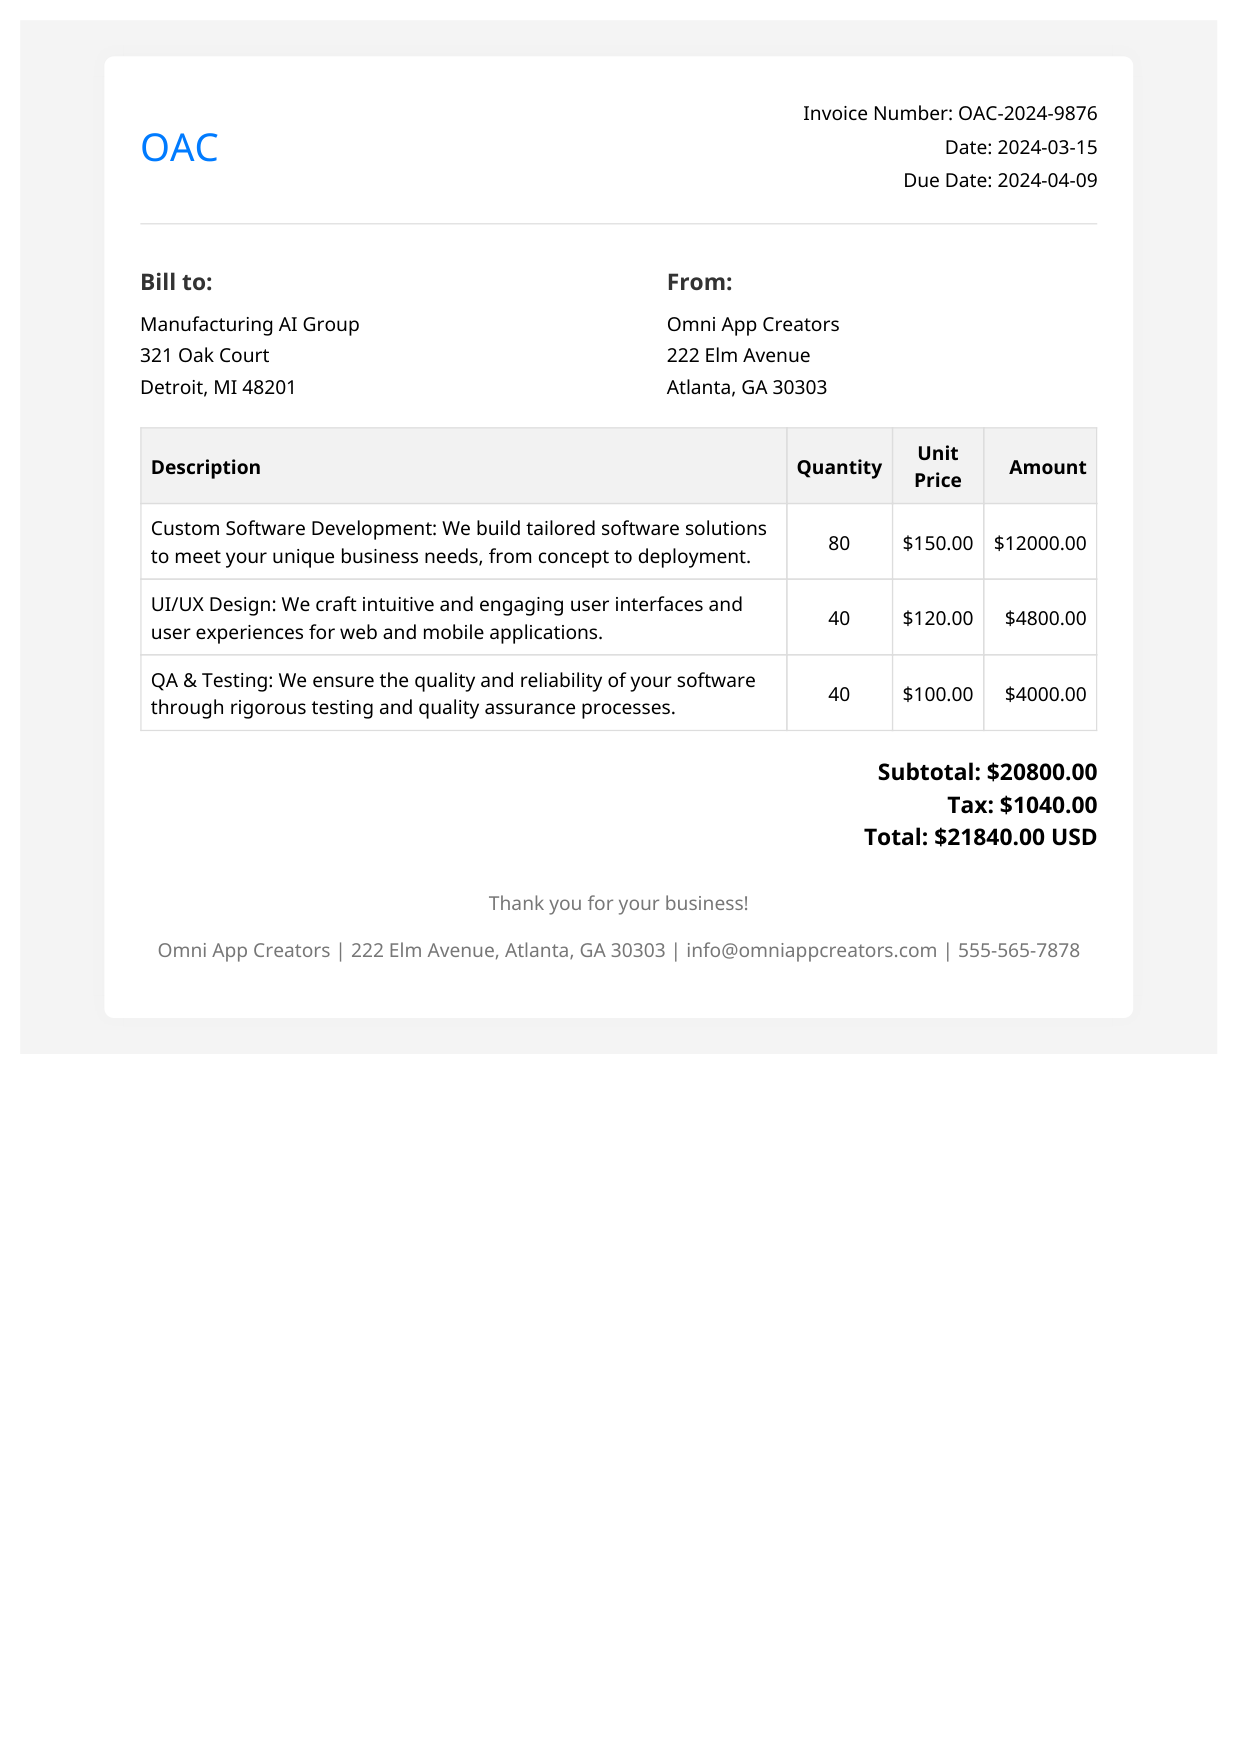 OAC
Invoice Number: OAC-2024-9876
Date: 2024-03-15
Due Date: 2024-04-09
Bill to:
Manufacturing AI Group
321 Oak Court
Detroit, MI 48201
From:
Omni App Creators
222 Elm Avenue
Atlanta, GA 30303
Description Quantity Unit Price Amount
Custom Software Development: We build tailored software solutions
to meet your unique business needs, from concept to deployment.
80 $150.00 $12000.00
UI/UX Design: We craft intuitive and engaging user interfaces and
user experiences for web and mobile applications.
40 $120.00 $4800.00
QA & Testing: We ensure the quality and reliability of your software
through rigorous testing and quality assurance processes.
40 $100.00 $4000.00
Subtotal: $20800.00
Tax: $1040.00
Total: $21840.00 USD
Thank you for your business!
Omni App Creators | 222 Elm Avenue, Atlanta, GA 30303 | info@omniappcreators.com | 555-565-7878